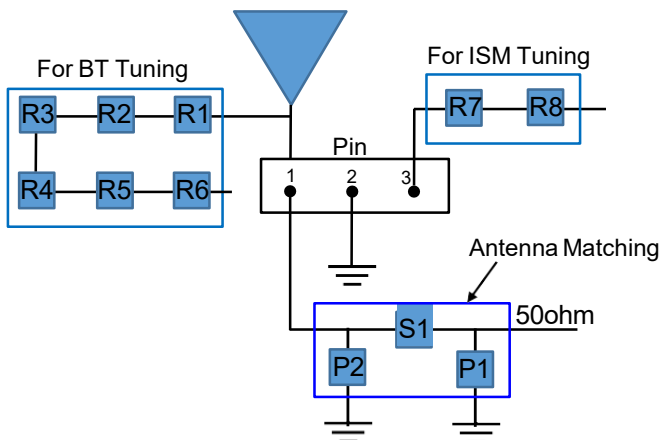 For BT Tuning
R3 R2 R1
R4 R5 R6
For ISM Tuning
R7 R8
Pin
1 2 3
Antenna Matching
S1 50ohm
P2 P1